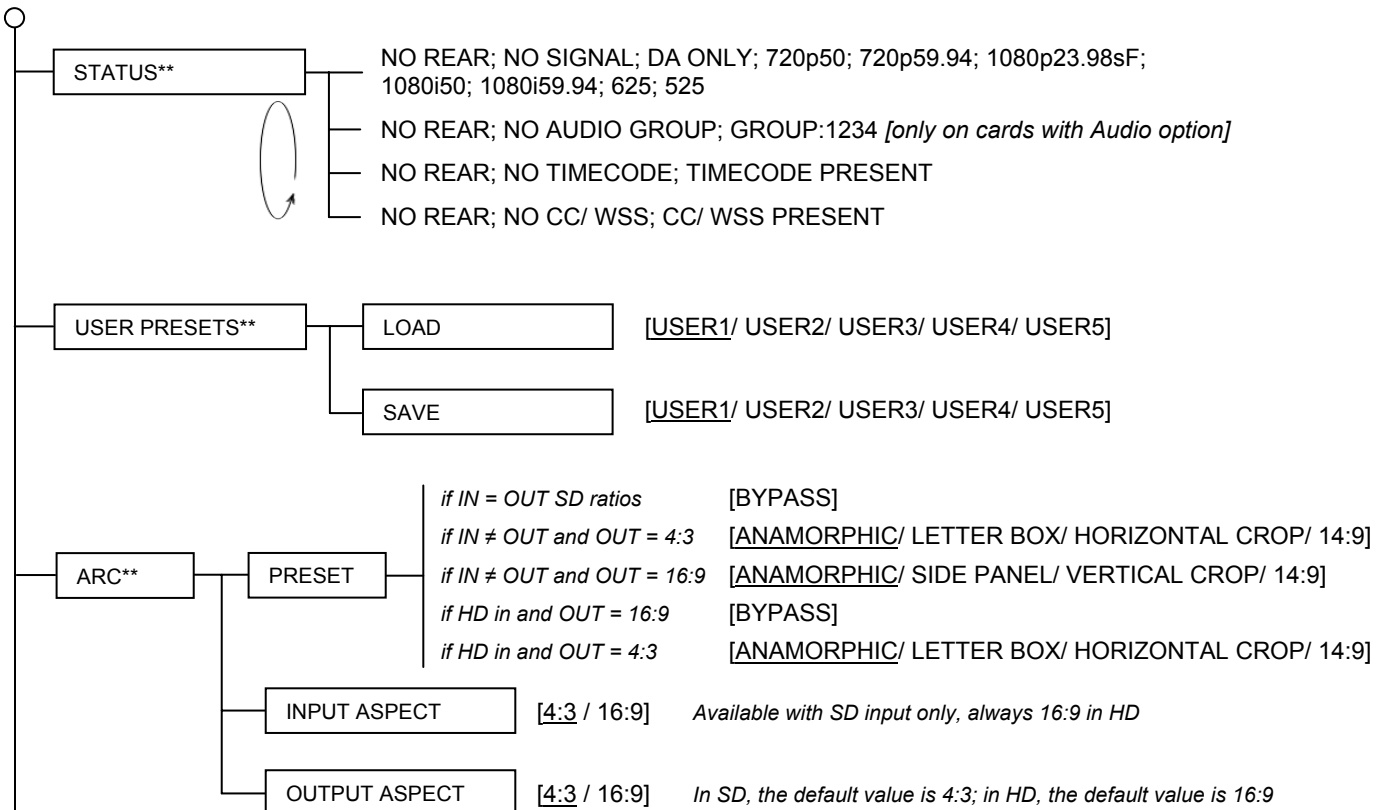 STATUS**
NO REAR; NO SIGNAL; DA ONLY; 720p50; 720p59.94; 1080p23.98sF;
1080i50; 1080i59.94; 625; 525
NO REAR; NO AUDIO GROUP; GROUP:1234 [only on cards with Audio option]
NO REAR; NO TIMECODE; TIMECODE PRESENT
NO REAR; NO CC/ WSS; CC/ WSS PRESENT
USER PRESETS**
LOAD [USER1/ USER2/ USER3/ USER4/ USER5]
SAVE [USER1/ USER2/ USER3/ USER4/ USER5]
ARC**
PRESET
if IN = OUT SD ratios [BYPASS]
if IN ≠ OUT and OUT = 4:3 [ANAMORPHIC/ LETTER BOX/ HORIZONTAL CROP/ 14:9]
if IN ≠ OUT and OUT = 16:9 [ANAMORPHIC/ SIDE PANEL/ VERTICAL CROP/ 14:9]
if HD in and OUT = 16:9 [BYPASS]
if HD in and OUT = 4:3 [ANAMORPHIC/ LETTER BOX/ HORIZONTAL CROP/ 14:9]
INPUT ASPECT [4:3 / 16:9] Available with SD input only, always 16:9 in HD
OUTPUT ASPECT [4:3 / 16:9] In SD, the default value is 4:3; in HD, the default value is 16:9